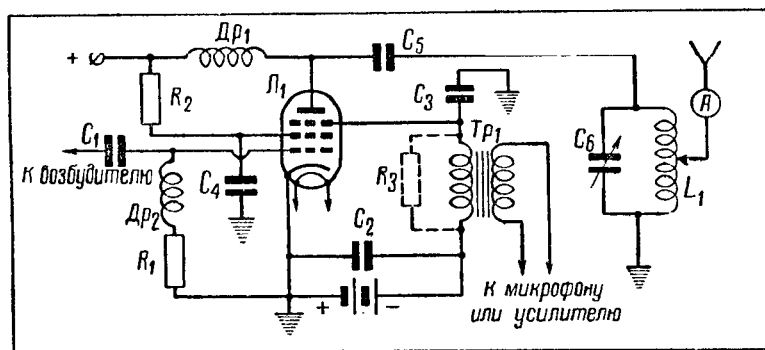 Др₁
C₅
+
R₂
Л₁
C₃
Тр₁
C₁
А
К возбудителю
C₆
R₃
C₄
L₁
Др₂
C₂
R₁
+ −
К микрофону
или усилителю